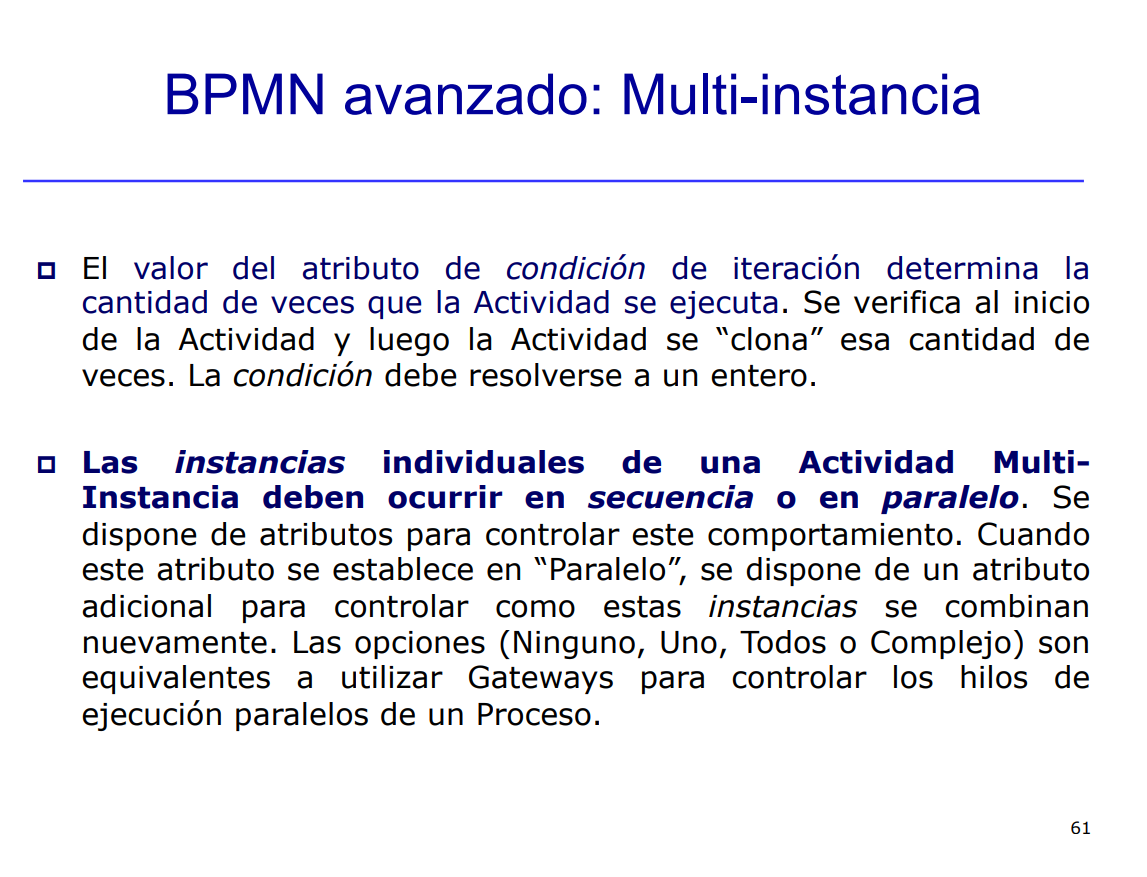 BPMN avanzado: Multi-instancia
El valor del atributo de condición de iteración determina la
cantidad de veces que la Actividad se ejecuta. Se verifica al inicio
de la Actividad y luego la Actividad se “clona” esa cantidad de
veces. La condición debe resolverse a un entero.
Las instancias individuales de una Actividad Multi-
Instancia deben ocurrir en secuencia o en paralelo. Se
dispone de atributos para controlar este comportamiento. Cuando
este atributo se establece en “Paralelo”, se dispone de un atributo
adicional para controlar como estas instancias se combinan
nuevamente. Las opciones (Ninguno, Uno, Todos o Complejo) son
equivalentes a utilizar Gateways para controlar los hilos de
ejecución paralelos de un Proceso.
61